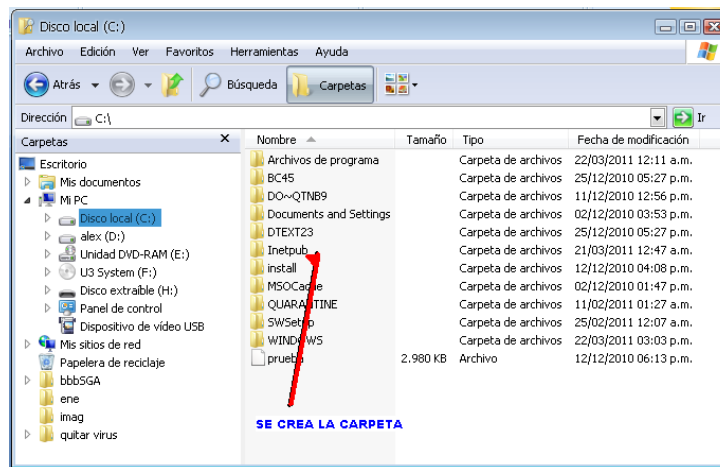 Disco local (C:)
Archivo Edición Ver Favoritos Herramientas Ayuda
Atrás Búsqueda Carpetas
Dirección C:\ Ir
Carpetas X Nombre Tamaño Tipo Fecha de modificación
Escritorio
Mis documentos
Mi PC
Disco local (C:)
alex (D:)
Unidad DVD-RAM (E:)
U3 System (F:)
Disco extraíble (H:)
Panel de control
Dispositivo de vídeo USB
Mis sitios de red
Papelera de reciclaje
bbbSGA
ene
imag
quitar virus
Archivos de programa Carpeta de archivos 22/03/2011 12:11 a.m.
BC45 Carpeta de archivos 25/12/2010 05:27 p.m.
DO~QTNB9 Carpeta de archivos 11/12/2010 12:56 p.m.
Documents and Settings Carpeta de archivos 02/12/2010 03:53 p.m.
DTEXT23 Carpeta de archivos 25/12/2010 05:27 p.m.
Inetpub Carpeta de archivos 21/03/2011 12:47 a.m.
install Carpeta de archivos 12/12/2010 04:08 p.m.
MSOCache Carpeta de archivos 02/12/2010 01:47 p.m.
QUARANTINE Carpeta de archivos 11/02/2011 01:27 a.m.
SWSetup Carpeta de archivos 25/02/2011 12:07 a.m.
WINDOWS Carpeta de archivos 22/03/2011 03:03 p.m.
prueba 2.980 KB Archivo 12/12/2010 06:13 p.m.
SE CREA LA CARPETA